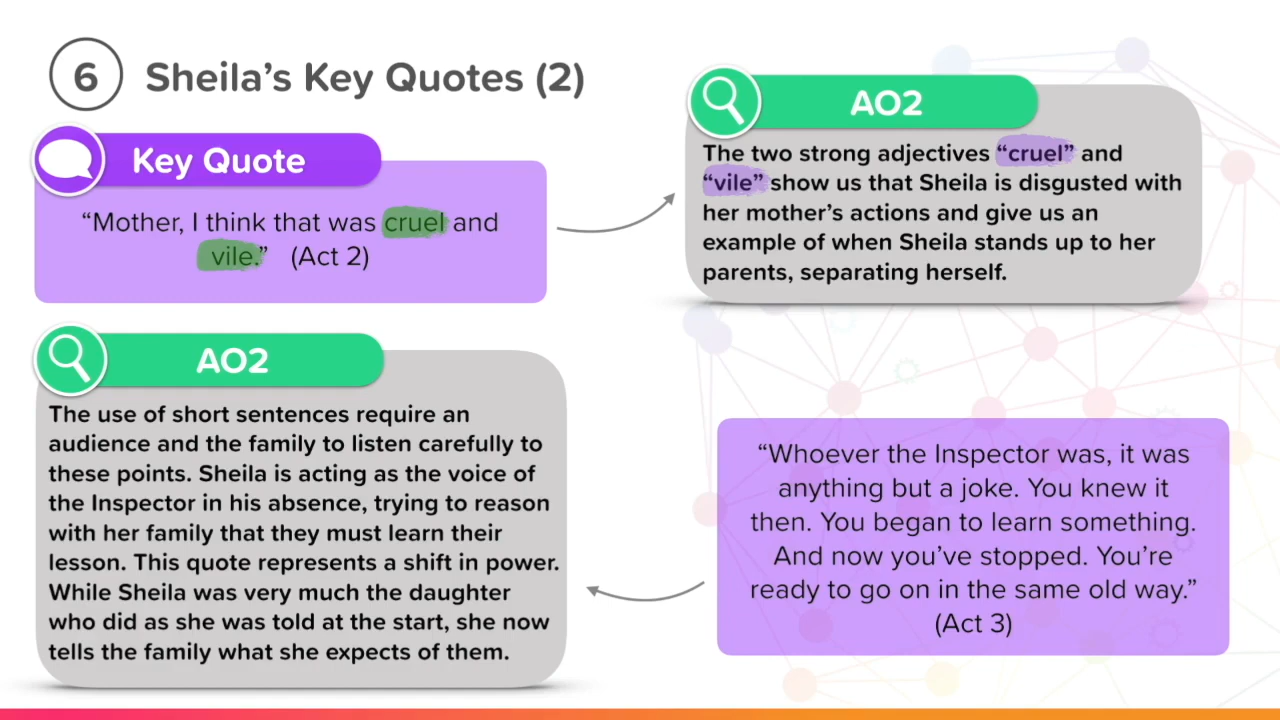 6
Sheila’s Key Quotes (2)
Key Quote
“Mother, I think that was cruel and
vile.” (Act 2)
AO2
The two strong adjectives “cruel” and
“vile” show us that Sheila is disgusted with
her mother’s actions and give us an
example of when Sheila stands up to her
parents, separating herself.
AO2
The use of short sentences require an
audience and the family to listen carefully to
these points. Sheila is acting as the voice of
the Inspector in his absence, trying to reason
with her family that they must learn their
lesson. This quote represents a shift in power.
While Sheila was very much the daughter
who did as she was told at the start, she now
tells the family what she expects of them.
“Whoever the Inspector was, it was
anything but a joke. You knew it
then. You began to learn something.
And now you’ve stopped. You’re
ready to go on in the same old way.”
(Act 3)